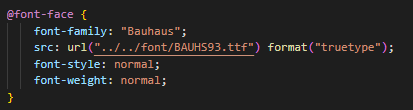 @font-face {
    font-family: "Bauhaus";
    src: url("../../font/BAUHS93.ttf") format("truetype");
    font-style: normal;
    font-weight: normal;
}